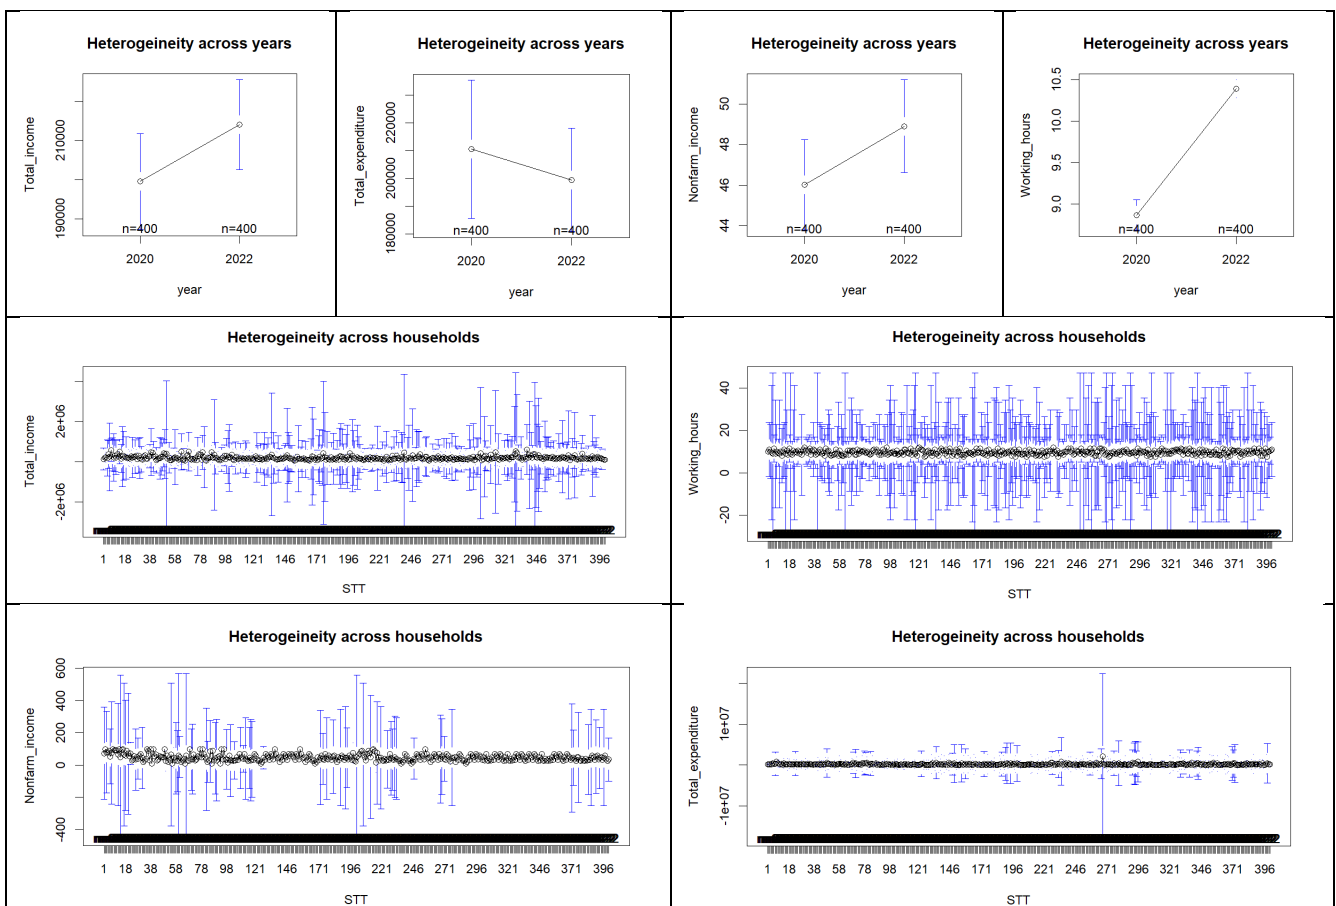 Heterogeineity across years
Total_income
190000 210000
n=400 n=400
2020 2022
year
Heterogeineity across years
Total_expenditure
180000 200000 220000
n=400 n=400
2020 2022
year
Heterogeineity across years
Nonfarm_income
44 46 48 50
n=400 n=400
2020 2022
year
Heterogeineity across years
Working_hours
9.0 9.5 10.0 10.5
n=400 n=400
2020 2022
year
Heterogeineity across households
Total_income
-2e+06 2e+06
1 18 38 58 78 98 121 146 171 196 221 246 271 296 321 346 371 396
STT
Heterogeineity across households
Working_hours
-20 0 20 40
1 18 38 58 78 98 121 146 171 196 221 246 271 296 321 346 371 396
STT
Heterogeineity across households
Nonfarm_income
-400 0 200 400 600
1 18 38 58 78 98 121 146 171 196 221 246 271 296 321 346 371 396
STT
Heterogeineity across households
Total_expenditure
-1e+07 1e+07
1 18 38 58 78 98 121 146 171 196 221 246 271 296 321 346 371 396
STT